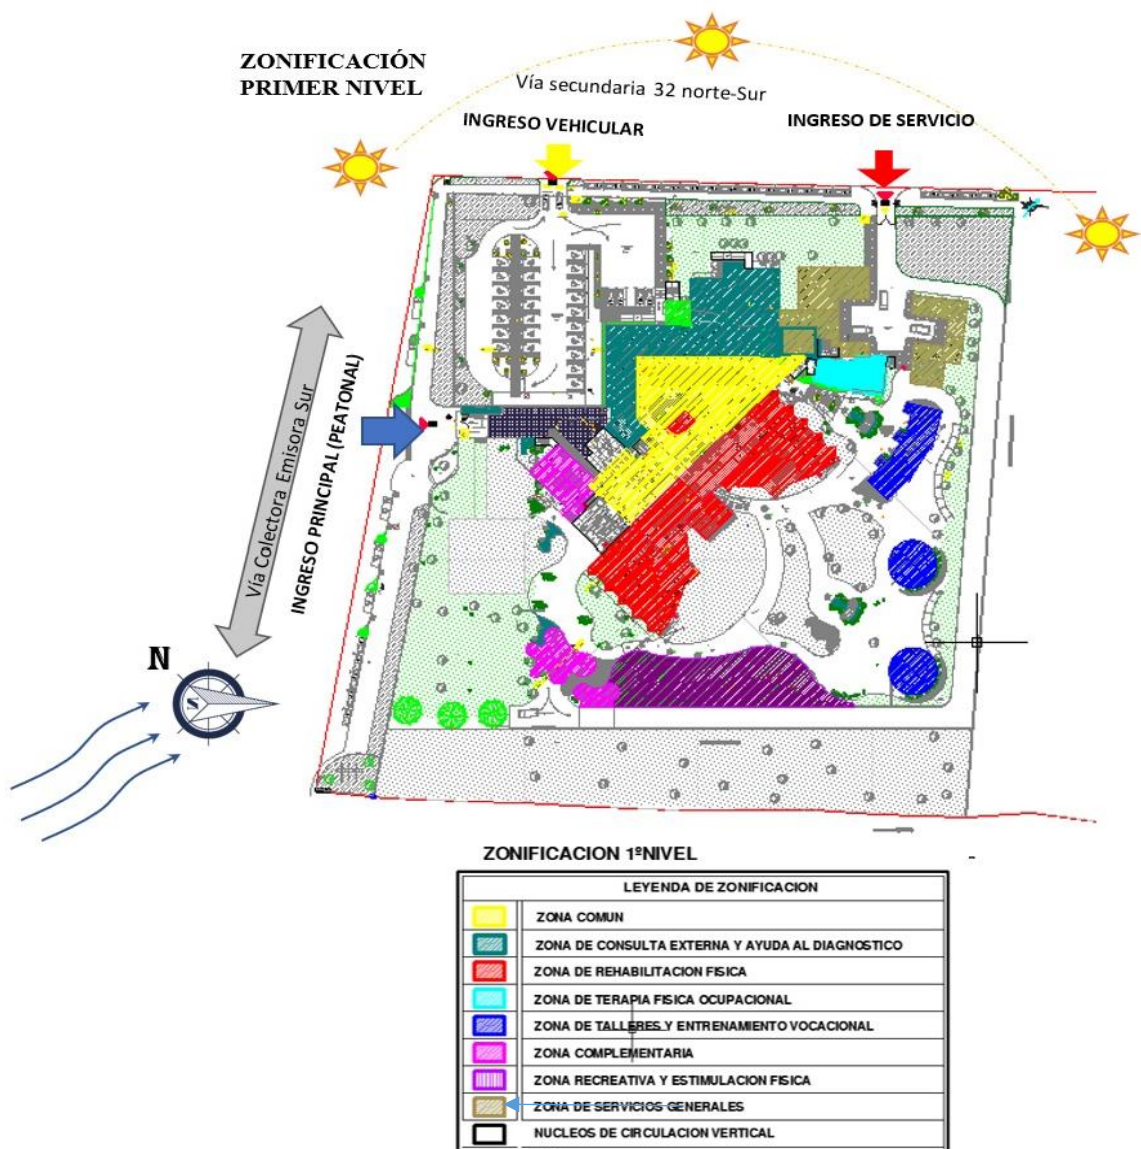 ZONIFICACIÓN
PRIMER NIVEL
Vía secundaria 32 norte-Sur
INGRESO VEHICULAR
INGRESO DE SERVICIO
Vía Colectora Emisora Sur
INGRESO PRINCIPAL (PEATONAL)
N
S
ZONIFICACION 1ºNIVEL
LEYENDA DE ZONIFICACION
ZONA COMUN
ZONA DE CONSULTA EXTERNA Y AYUDA AL DIAGNOSTICO
ZONA DE REHABILITACION FISICA
ZONA DE TERAPIA FISICA OCUPACIONAL
ZONA DE TALLERES Y ENTRENAMIENTO VOCACIONAL
ZONA COMPLEMENTARIA
ZONA RECREATIVA Y ESTIMULACION FISICA
ZONA DE SERVICIOS GENERALES
NUCLEOS DE CIRCULACION VERTICAL